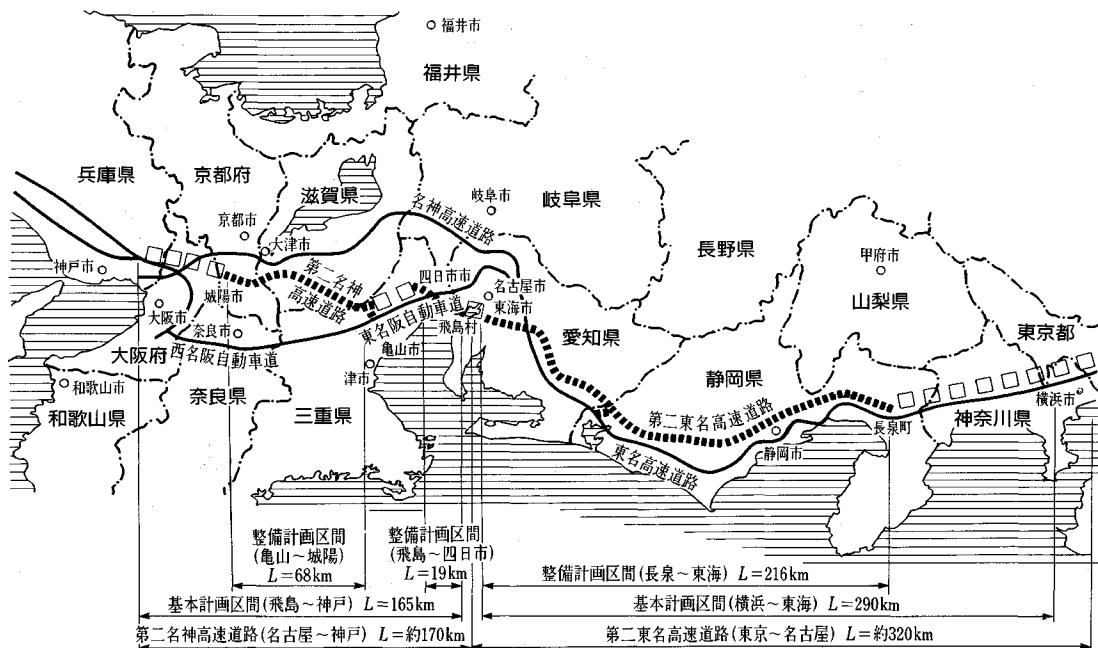 福井市
福井県
兵庫県
京都府
滋賀県
岐阜市
岐阜県
長野県
京都市
大津市
名神高速道路
甲府市
山梨県
神戸市
城陽市
第二名神
高速道路
四日市市
名古屋市
東海市
大阪市
奈良市
東名阪自動車道
飛島村
愛知県
東京都
大阪府
西名阪自動車道
亀山市
静岡県
横浜市
和歌山市
奈良県
津市
第二東名高速道路
長泉町
神奈川県
和歌山県
三重県
東名高速道路
静岡市
整備計画区間
(亀山~城陽)
L=68km
整備計画区間
(飛島~四日市)
L=19km
整備計画区間(長泉~東海) L=216km
基本計画区間(飛島~神戸) L=165km
基本計画区間(横浜~東海) L=290km
第二名神高速道路(名古屋~神戸) L=約170km
第二東名高速道路(東京~名古屋) L=約320km